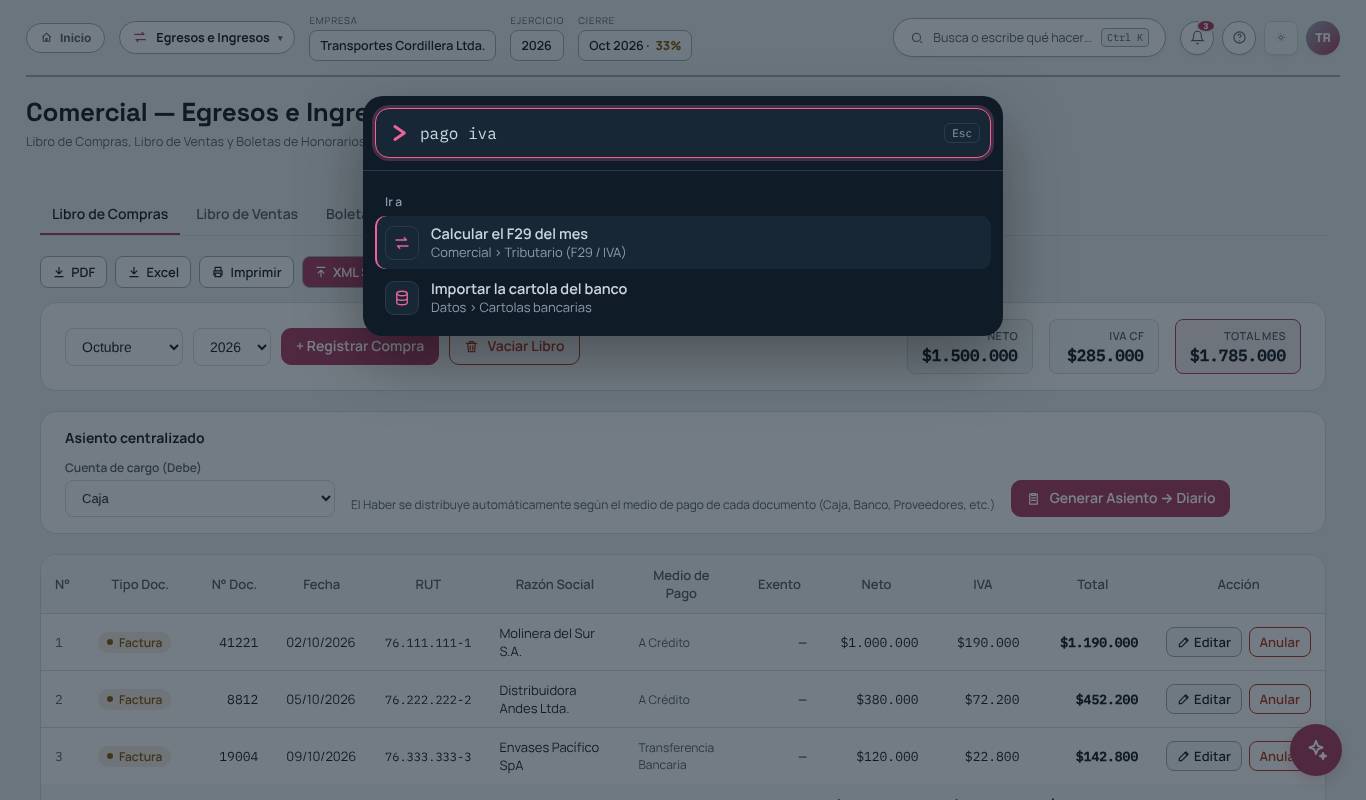 Inicio
Egresos e Ingresos
EMPRESA
Transportes Cordillera Ltda.
EJERCICIO
2026
CIERRE
Oct 2026 · 33%
Busca o escribe qué hacer...
Ctrl K
3
TR
Comercial — Egresos e Ingre
Libro de Compras, Libro de Ventas y Boletas de Honorarios
pago iva
Esc
Ir a
Calcular el F29 del mes
Comercial › Tributario (F29 / IVA)
Importar la cartola del banco
Datos › Cartolas bancarias
Libro de Compras
Libro de Ventas
PDF
Excel
Imprimir
XML
Octubre
2026
+ Registrar Compra
Vaciar Libro
NETO
$1.500.000
IVA CF
$285.000
TOTAL MES
$1.785.000
Asiento centralizado
Cuenta de cargo (Debe)
Caja
El Haber se distribuye automáticamente según el medio de pago de cada documento (Caja, Banco, Proveedores, etc.)
Generar Asiento → Diario
N° Tipo Doc. N° Doc. Fecha RUT Razón Social Medio de Pago Exento Neto IVA Total Acción
1 Factura 41221 02/10/2026 76.111.111-1 Molinera del Sur S.A. A Crédito — $1.000.000 $190.000 $1.190.000 Editar Anular
2 Factura 8812 05/10/2026 76.222.222-2 Distribuidora Andes Ltda. A Crédito — $380.000 $72.200 $452.200 Editar Anular
3 Factura 19004 09/10/2026 76.333.333-3 Envases Pacífico SpA Transferencia Bancaria — $120.000 $22.800 $142.800 Editar